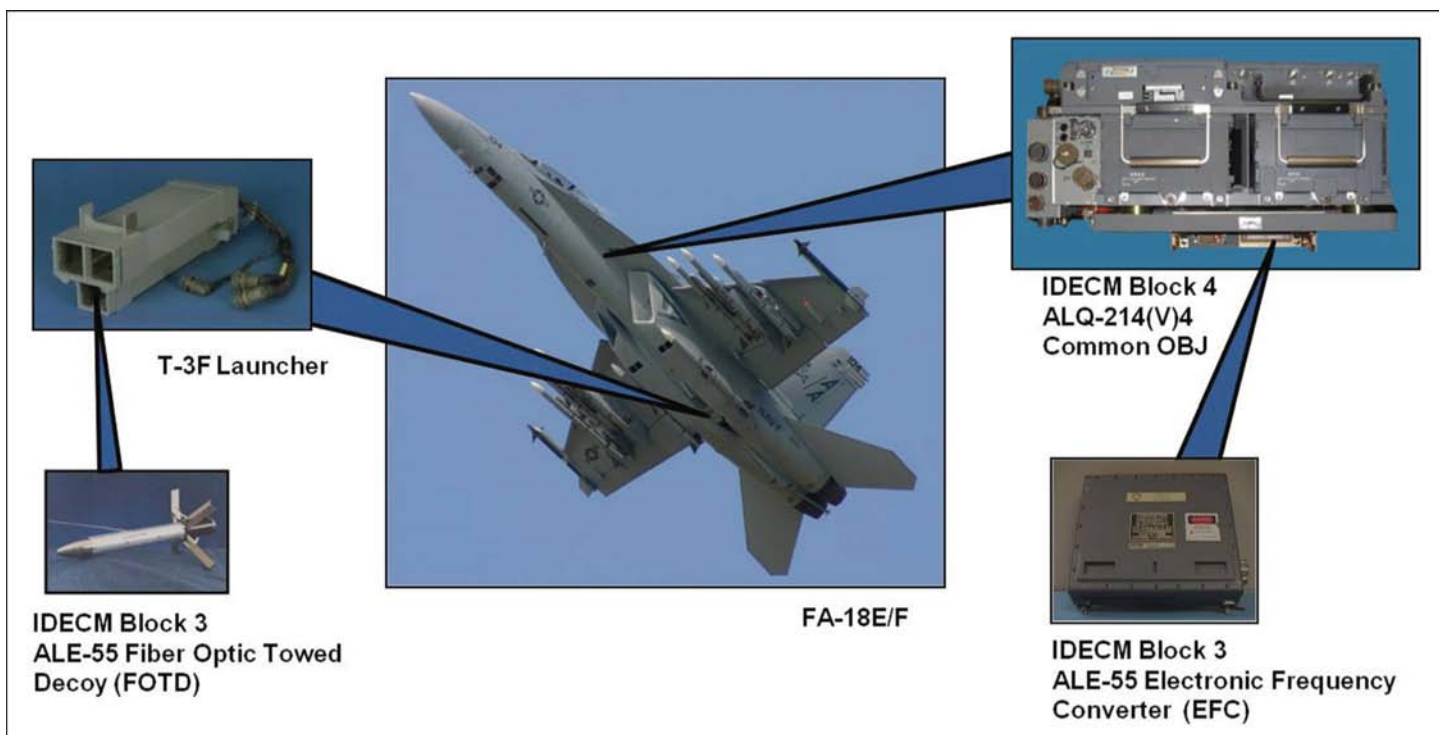 T-3F Launcher
IDECM Block 3
ALE-55 Fiber Optic Towed
Decoy (FOTD)
FA-18E/F
IDECM Block 4
ALQ-214(V)4
Common OBJ
IDECM Block 3
ALE-55 Electronic Frequency
Converter (EFC)